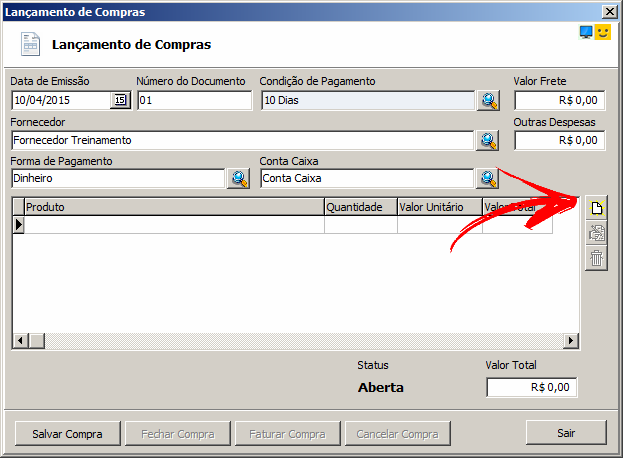 Lançamento de Compras
Lançamento de Compras
Data de Emissão Número do Documento Condição de Pagamento Valor Frete
10/04/2015 15 01 10 Dias R$ 0,00
Fornecedor Outras Despesas
Fornecedor Treinamento R$ 0,00
Forma de Pagamento Conta Caixa
Dinheiro Conta Caixa
Produto Quantidade Valor Unitário Valor Total
Status Valor Total
Aberta R$ 0,00
Salvar Compra Fechar Compra Faturar Compra Cancelar Compra Sair